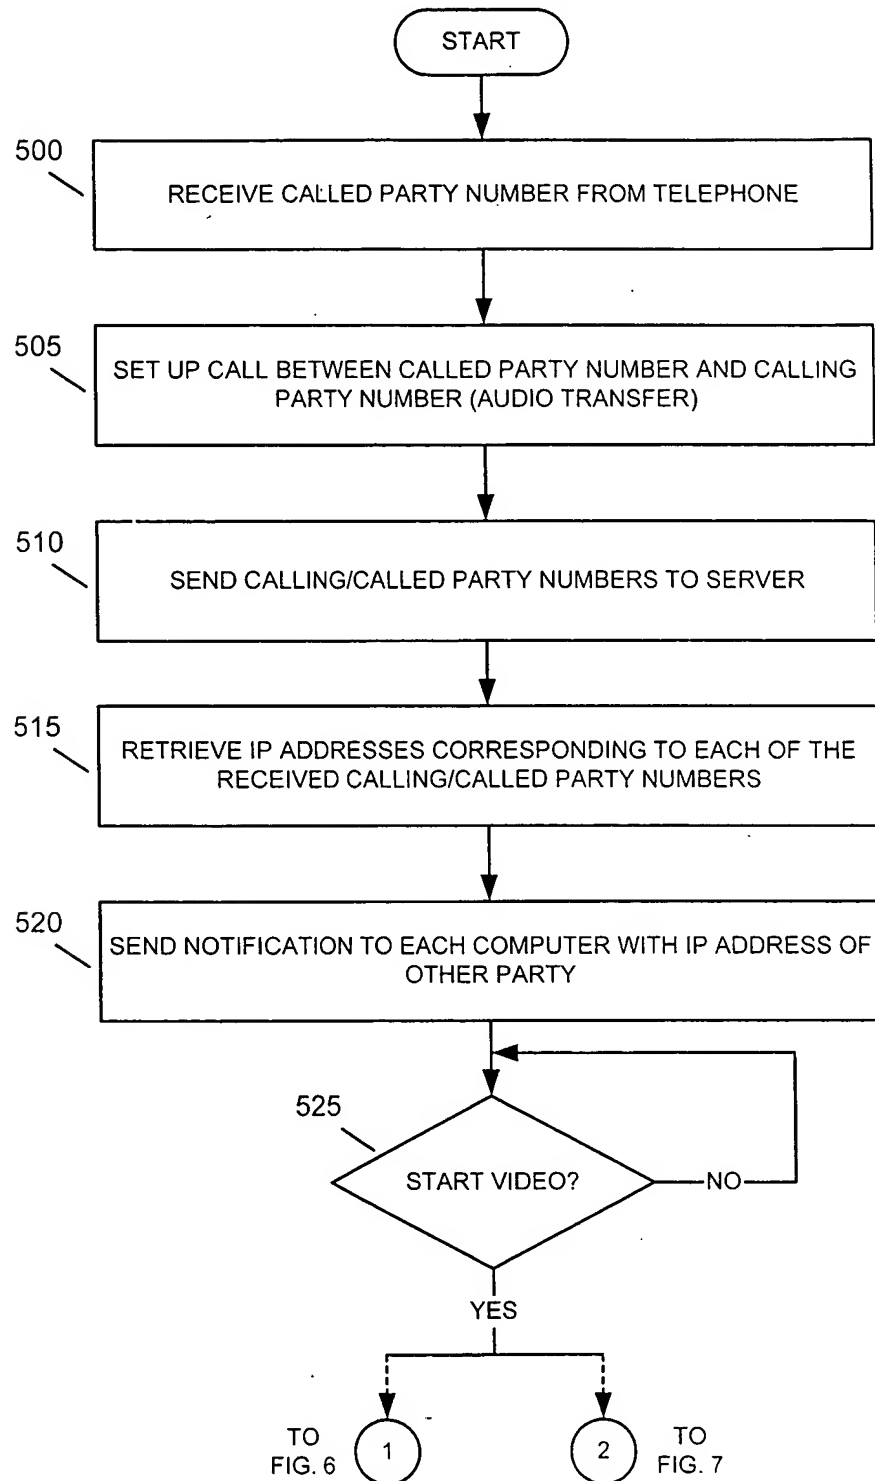 START
500
RECEIVE CALLED PARTY NUMBER FROM TELEPHONE
505
SET UP CALL BETWEEN CALLED PARTY NUMBER AND CALLING
PARTY NUMBER (AUDIO TRANSFER)
510
SEND CALLING/CALLED PARTY NUMBERS TO SERVER
515
RETRIEVE IP ADDRESSES CORRESPONDING TO EACH OF THE
RECEIVED CALLING/CALLED PARTY NUMBERS
520
SEND NOTIFICATION TO EACH COMPUTER WITH IP ADDRESS OF
OTHER PARTY
525
START VIDEO?
NO
YES
TO
FIG. 6
1
2
TO
FIG. 7